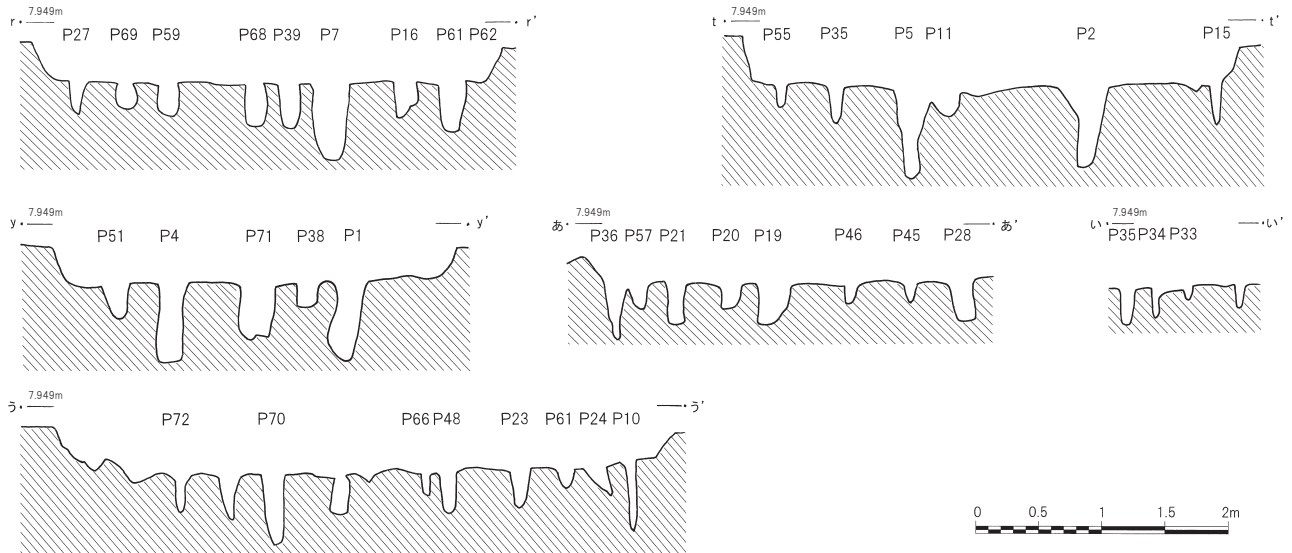 7.949m
r r'
P27 P69 P59 P68 P39 P7 P16 P61 P62
7.949m
t t'
P55 P35 P5 P11 P2 P15
7.949m
y y'
P51 P4 P71 P38 P1
7.949m
あ あ'
P36 P57 P21 P20 P19 P46 P45 P28
7.949m
い い'
P35 P34 P33
7.949m
う う'
P72 P70 P66 P48 P23 P61 P24 P10
0 0.5 1 1.5 2m